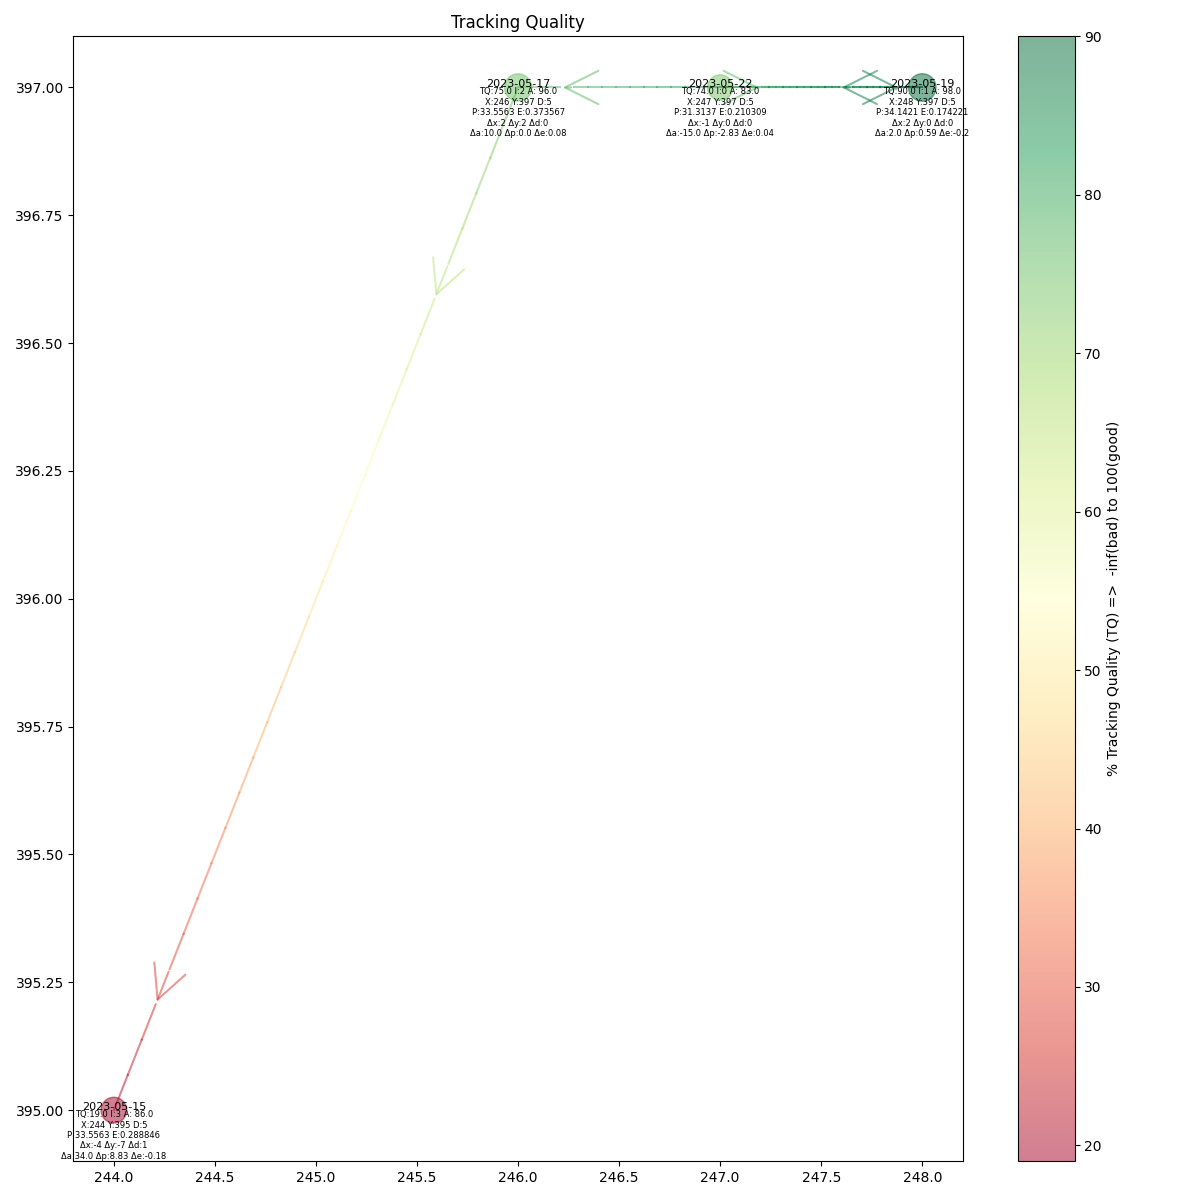 Tracking Quality
397.00
396.75
396.50
396.25
396.00
395.75
395.50
395.25
395.00
2023-05-17
TQ:75.0 I:2 A: 96.0
X:246 Y:397 D:5
P:33.5563 E:0.373567
Δx:2 Δy:2 Δd:0
Δa:10.0 Δp:0.0 Δe:0.08
2023-05-22
TQ:74.0 I:0 A: 83.0
X:247 Y:397 D:5
P:31.3137 E:0.210309
Δx:-1 Δy:0 Δd:0
Δa:-15.0 Δp:-2.83 Δe:0.04
2023-05-19
TQ:90.0 I:1 A: 98.0
X:248 Y:397 D:5
P:34.1421 E:0.174221
Δx:2 Δy:0 Δd:0
Δa:2.0 Δp:0.59 Δe:-0.2
2023-05-15
TQ:19.0 I:3 A: 86.0
X:244 Y:395 D:5
P:33.5563 E:0.288846
Δx:-4 Δy:-7 Δd:1
Δa:34.0 Δp:8.83 Δe:-0.18
244.0
244.5
245.0
245.5
246.0
246.5
247.0
247.5
248.0
90
80
70
60
50
40
30
20
% Tracking Quality (TQ) => -inf(bad) to 100(good)